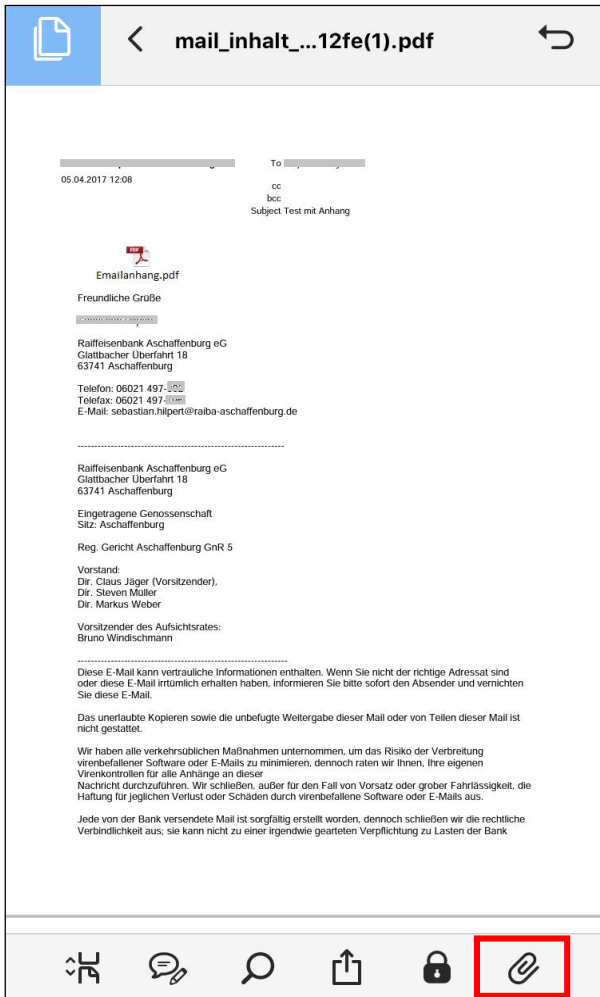 mail_inhalt_...12fe(1).pdf
To
05.04.2017 12:08
cc
bcc
Subject Test mit Anhang
PDF
Emailanhang.pdf
Freundliche Grüße
Raiffeisenbank Aschaffenburg eG
Glattbacher Überfahrt 18
63741 Aschaffenburg
Telefon: 06021 497-
Telefax: 06021 497-
E-Mail: sebastian.hilpert@raiba-aschaffenburg.de
---------------------------------------------------------------
Raiffeisenbank Aschaffenburg eG
Glattbacher Überfahrt 18
63741 Aschaffenburg
Eingetragene Genossenschaft
Sitz: Aschaffenburg
Reg. Gericht Aschaffenburg GnR 5
Vorstand:
Dir. Claus Jäger (Vorsitzender),
Dir. Steven Müller
Dir. Markus Weber
Vorsitzender des Aufsichtsrates:
Bruno Windischmann
---------------------------------------------------------------
Diese E-Mail kann vertrauliche Informationen enthalten. Wenn Sie nicht der richtige Adressat sind
oder diese E-Mail irrtümlich erhalten haben, informieren Sie bitte sofort den Absender und vernichten
Sie diese E-Mail.
Das unerlaubte Kopieren sowie die unbefugte Weitergabe dieser Mail oder von Teilen dieser Mail ist
nicht gestattet.
Wir haben alle verkehrsüblichen Maßnahmen unternommen, um das Risiko der Verbreitung
virenbefallener Software oder E-Mails zu minimieren, dennoch raten wir Ihnen, Ihre eigenen
Virenkontrollen für alle Anhänge an dieser
Nachricht durchzuführen. Wir schließen, außer für den Fall von Vorsatz oder grober Fahrlässigkeit, die
Haftung für jeglichen Verlust oder Schäden durch virenbefallene Software oder E-Mails aus.
Jede von der Bank versendete Mail ist sorgfältig erstellt worden, dennoch schließen wir die rechtliche
Verbindlichkeit aus; sie kann nicht zu einer irgendwie gearteten Verpflichtung zu Lasten der Bank